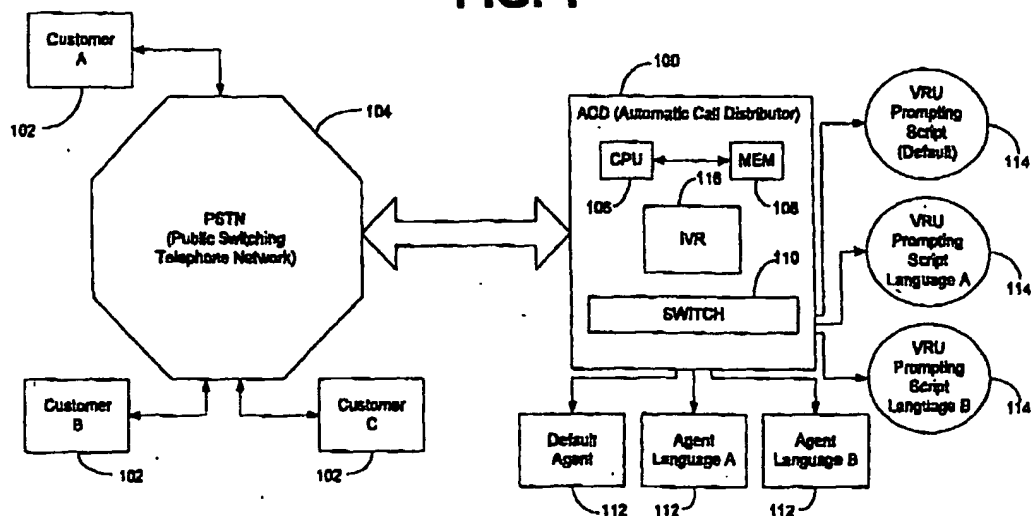 Customer
A
102
104
PSTN
(Public Switching
Telephone Network)
Customer
B
102
Customer
C
102
100
ACD (Automatic Call Distributor)
CPU
MEM
106
108
116
IVR
110
SWITCH
VRU
Prompting
Script
(Default)
114
VRU
Prompting
Script
Language A
114
VRU
Prompting
Script
Language B
114
Default
Agent
112
Agent
Language A
112
Agent
Language B
112